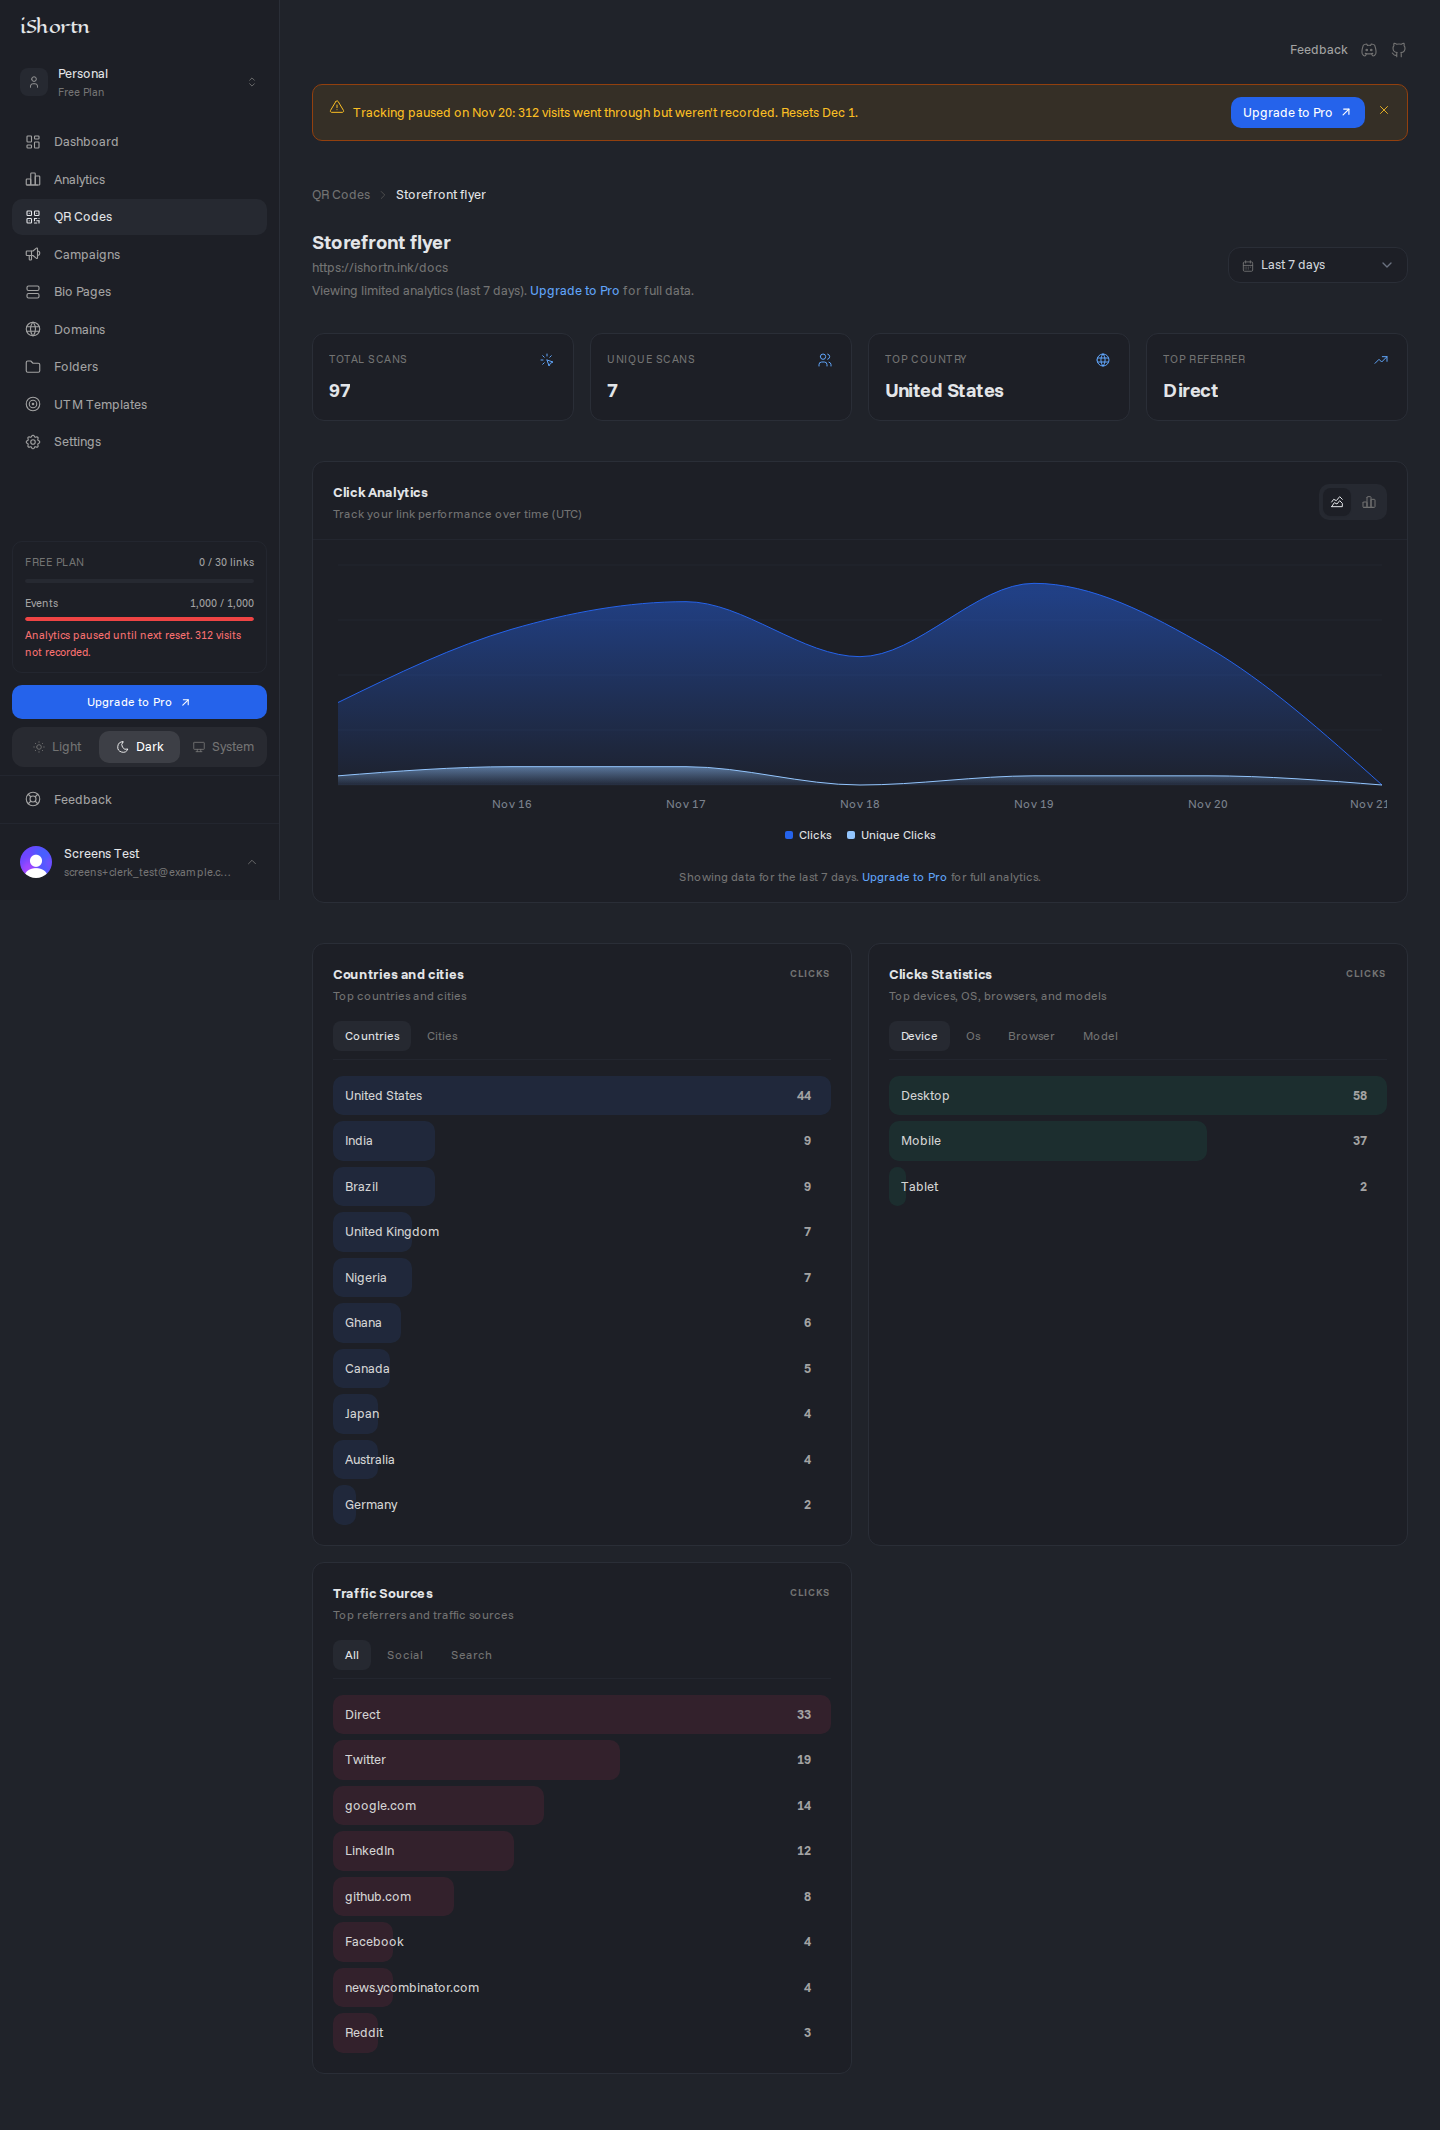 iShortn
Personal
Free Plan
Dashboard
Analytics
QR Codes
Campaigns
Bio Pages
Domains
Folders
UTM Templates
Settings
FREE PLAN 0 / 30 links
Events 1,000 / 1,000
Analytics paused until next reset. 312 visits
not recorded.
Upgrade to Pro
Light Dark System
Feedback
Screens Test
screens+clerk_test@example.c...
Feedback
Tracking paused on Nov 20: 312 visits went through but weren't recorded. Resets Dec 1.
Upgrade to Pro
QR Codes Storefront flyer
Storefront flyer
https://ishortn.ink/docs
Viewing limited analytics (last 7 days). Upgrade to Pro for full data.
Last 7 days
TOTAL SCANS
97
UNIQUE SCANS
7
TOP COUNTRY
United States
TOP REFERRER
Direct
Click Analytics
Track your link performance over time (UTC)
Nov 16 Nov 17 Nov 18 Nov 19 Nov 20 Nov 21
Clicks Unique Clicks
Showing data for the last 7 days. Upgrade to Pro for full analytics.
Countries and cities CLICKS
Top countries and cities
Countries Cities
United States 44
India 9
Brazil 9
United Kingdom 7
Nigeria 7
Ghana 6
Canada 5
Japan 4
Australia 4
Germany 2
Clicks Statistics CLICKS
Top devices, OS, browsers, and models
Device Os Browser Model
Desktop 58
Mobile 37
Tablet 2
Traffic Sources CLICKS
Top referrers and traffic sources
All Social Search
Direct 33
Twitter 19
google.com 14
LinkedIn 12
github.com 8
Facebook 4
news.ycombinator.com 4
Reddit 3